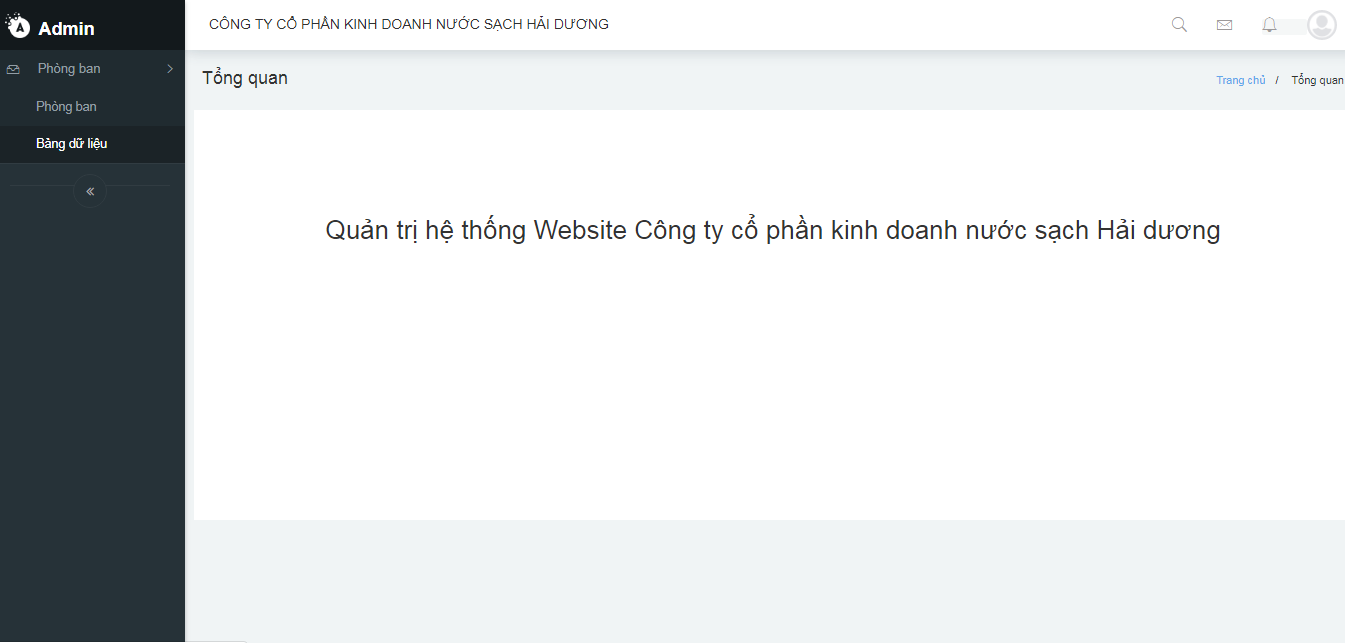 Admin
CÔNG TY CỔ PHẦN KINH DOANH NƯỚC SẠCH HẢI DƯƠNG
Phòng ban
Tổng quan
Trang chủ / Tổng quan
Phòng ban
Bảng dữ liệu
Quản trị hệ thống Website Công ty cổ phần kinh doanh nước sạch Hải dương